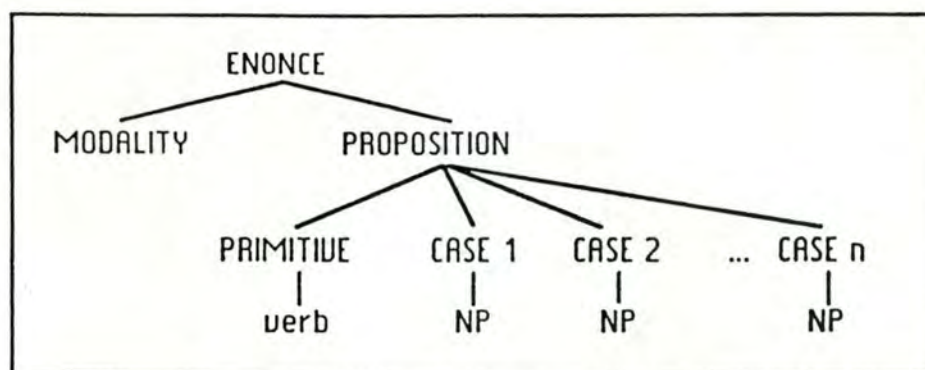 ENONCE
MODALITY PROPOSITION
PRIMITIVE CASE 1 CASE 2 ... CASE n
verb NP NP NP